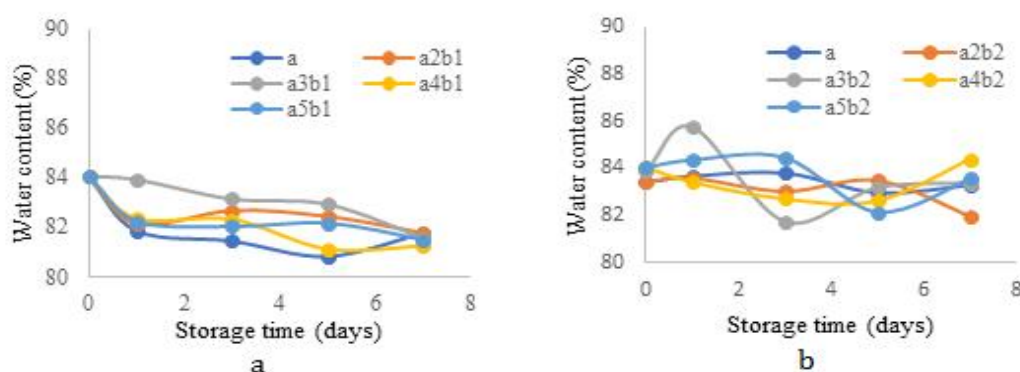 90
88
86
84
82
80
Water content (%)
a
a2b1
a3b1
a4b1
a5b1
0
2
4
6
8
Storage time (days)
a
90
88
86
84
82
80
Water content (%)
a
a2b2
a3b2
a4b2
a5b2
0
2
4
6
8
Storage time (days)
b